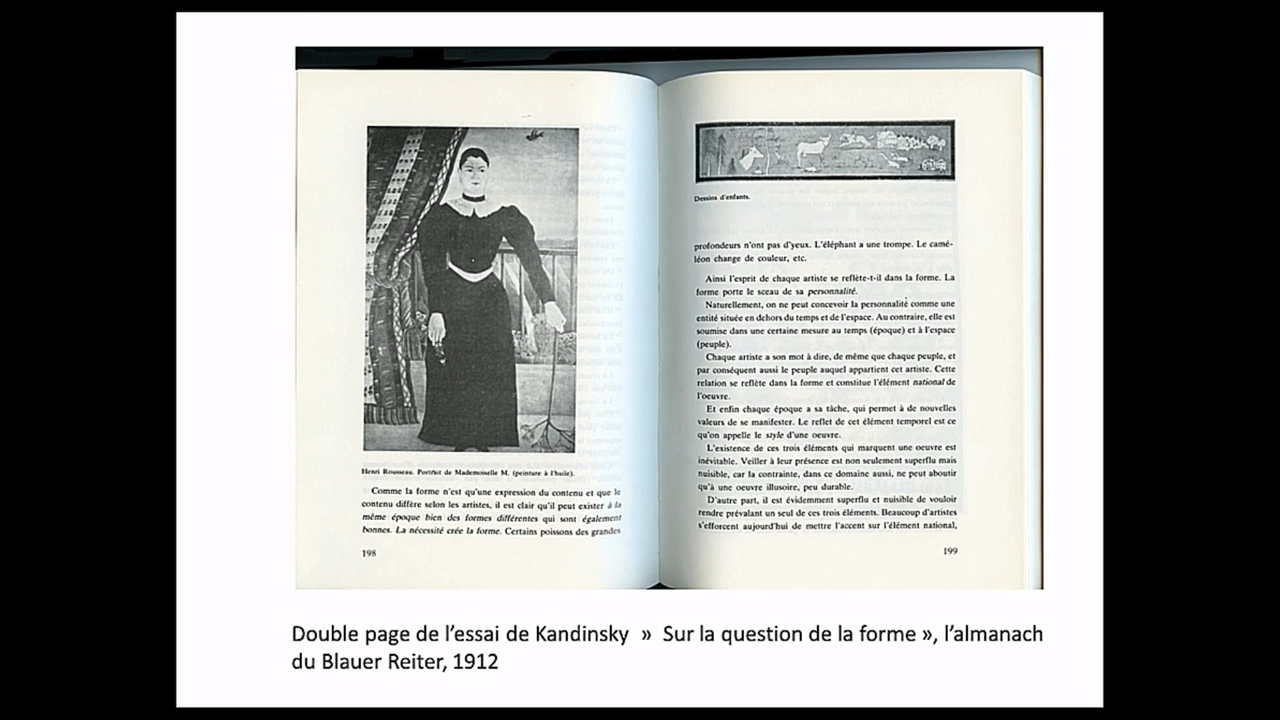 Henri Rousseau. Portrait de Mademoiselle M. (peinture à l'huile).
Comme la forme n'est qu'une expression du contenu et que le
contenu diffère selon les artistes, il est clair qu'il peut exister à la
même époque bien des formes différentes qui sont également
bonnes. La nécessité crée la forme. Certains poissons des grandes
198
Dessins d'enfants.
profondeurs n'ont pas d'yeux. L'éléphant a une trompe. Le camé-
léon change de couleur, etc.
Ainsi l'esprit de chaque artiste se reflète-t-il dans la forme. La
forme porte le sceau de sa personnalité.
Naturellement, on ne peut concevoir la personnalité comme une
entité située en dehors du temps et de l'espace. Au contraire, elle est
soumise dans une certaine mesure au temps (époque) et à l'espace
(peuple).
Chaque artiste a son mot à dire, de même que chaque peuple, et
par conséquent aussi le peuple auquel appartient cet artiste. Cette
relation se reflète dans la forme et constitue l'élément national de
l'oeuvre.
Et enfin chaque époque a sa tâche, qui permet à de nouvelles
valeurs de se manifester. Le reflet de cet élément temporel est ce
qu'on appelle le style d'une oeuvre.
L'existence de ces trois éléments qui marquent une oeuvre est
inévitable. Veiller à leur présence est non seulement superflu mais
nuisible, car la contrainte, dans ce domaine aussi, ne peut aboutir
qu'à une oeuvre illusoire, peu durable.
D'autre part, il est évidemment superflu et nuisible de vouloir
rendre prévalant un seul de ces trois éléments. Beaucoup d'artistes
s'efforcent aujourd'hui de mettre l'accent sur l'élément national,
199
Double page de l'essai de Kandinsky » Sur la question de la forme », l'almanach
du Blauer Reiter, 1912